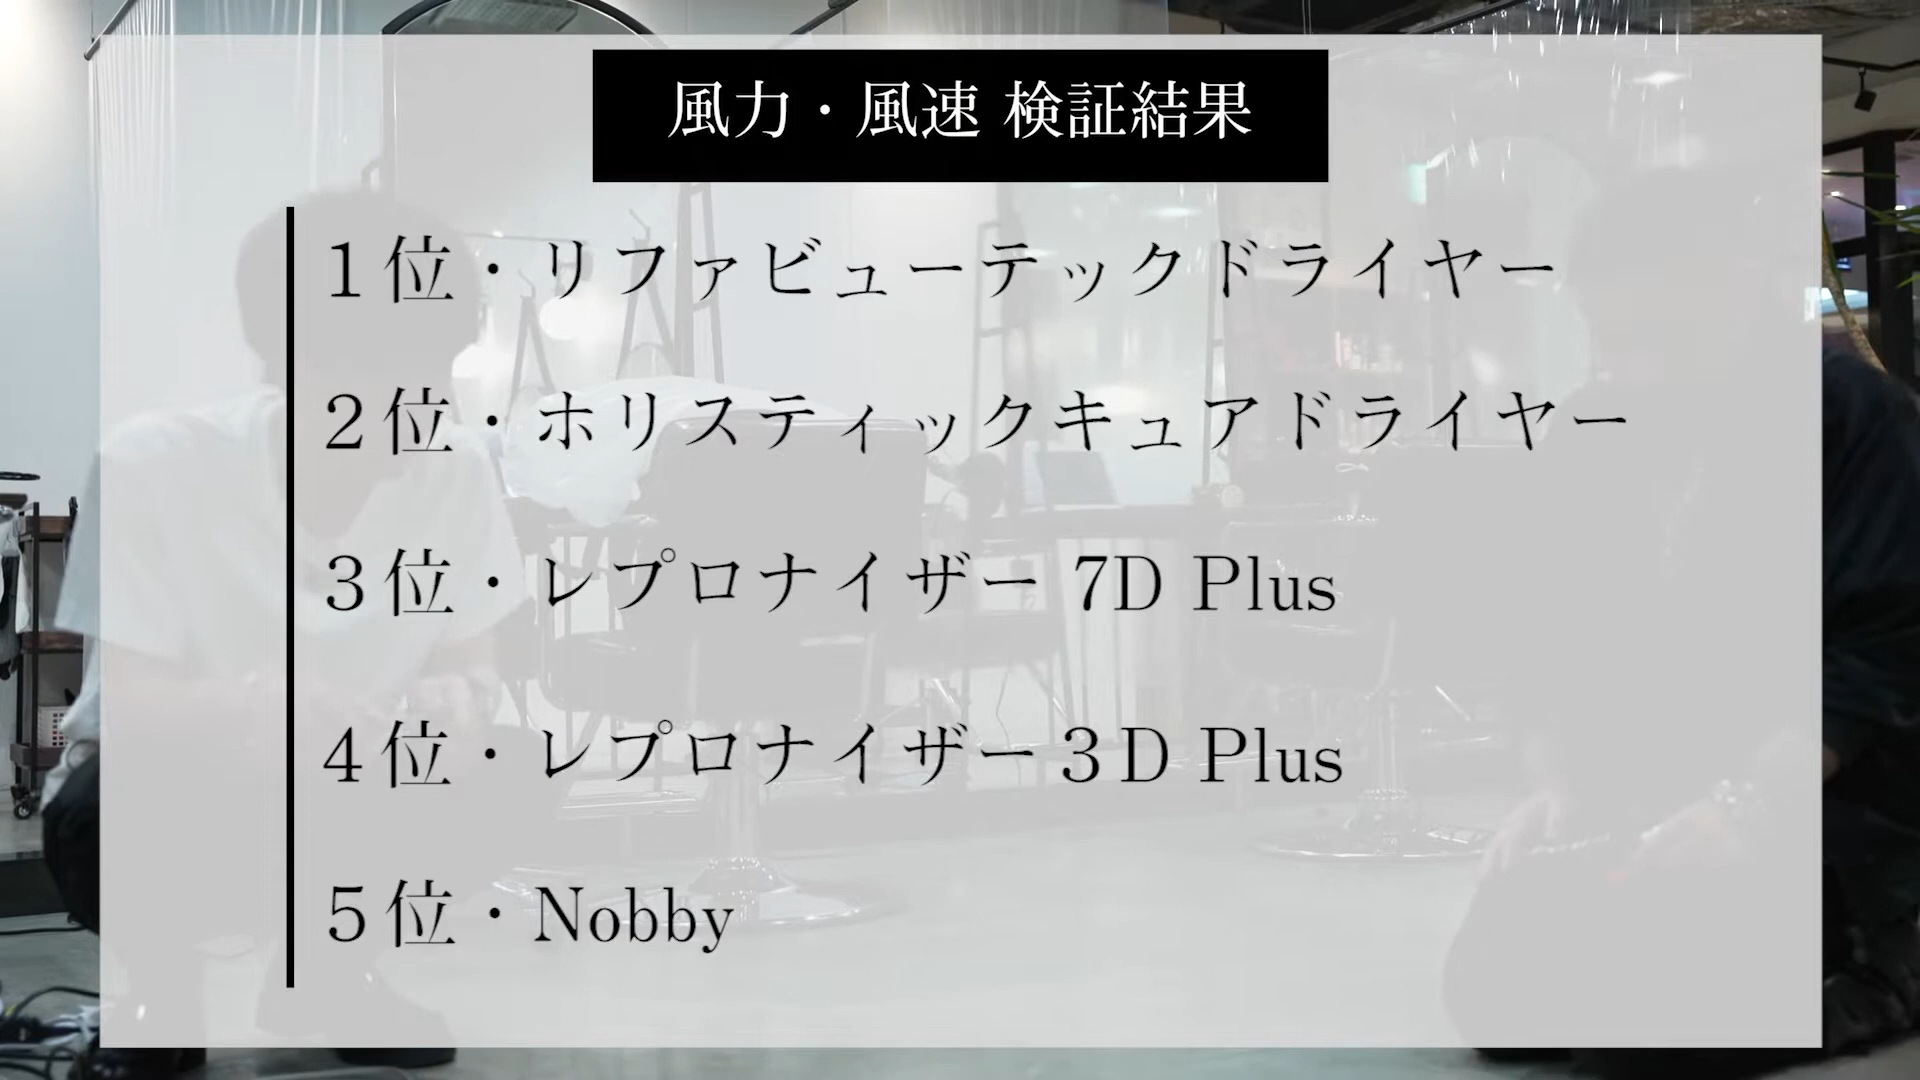 風力・風速 検証結果
1位・リファビューテックドライヤー
2位・ホリスティックキュアドライヤー
3位・レプロナイザー 7D Plus
4位・レプロナイザー3D Plus
5位・Nobby